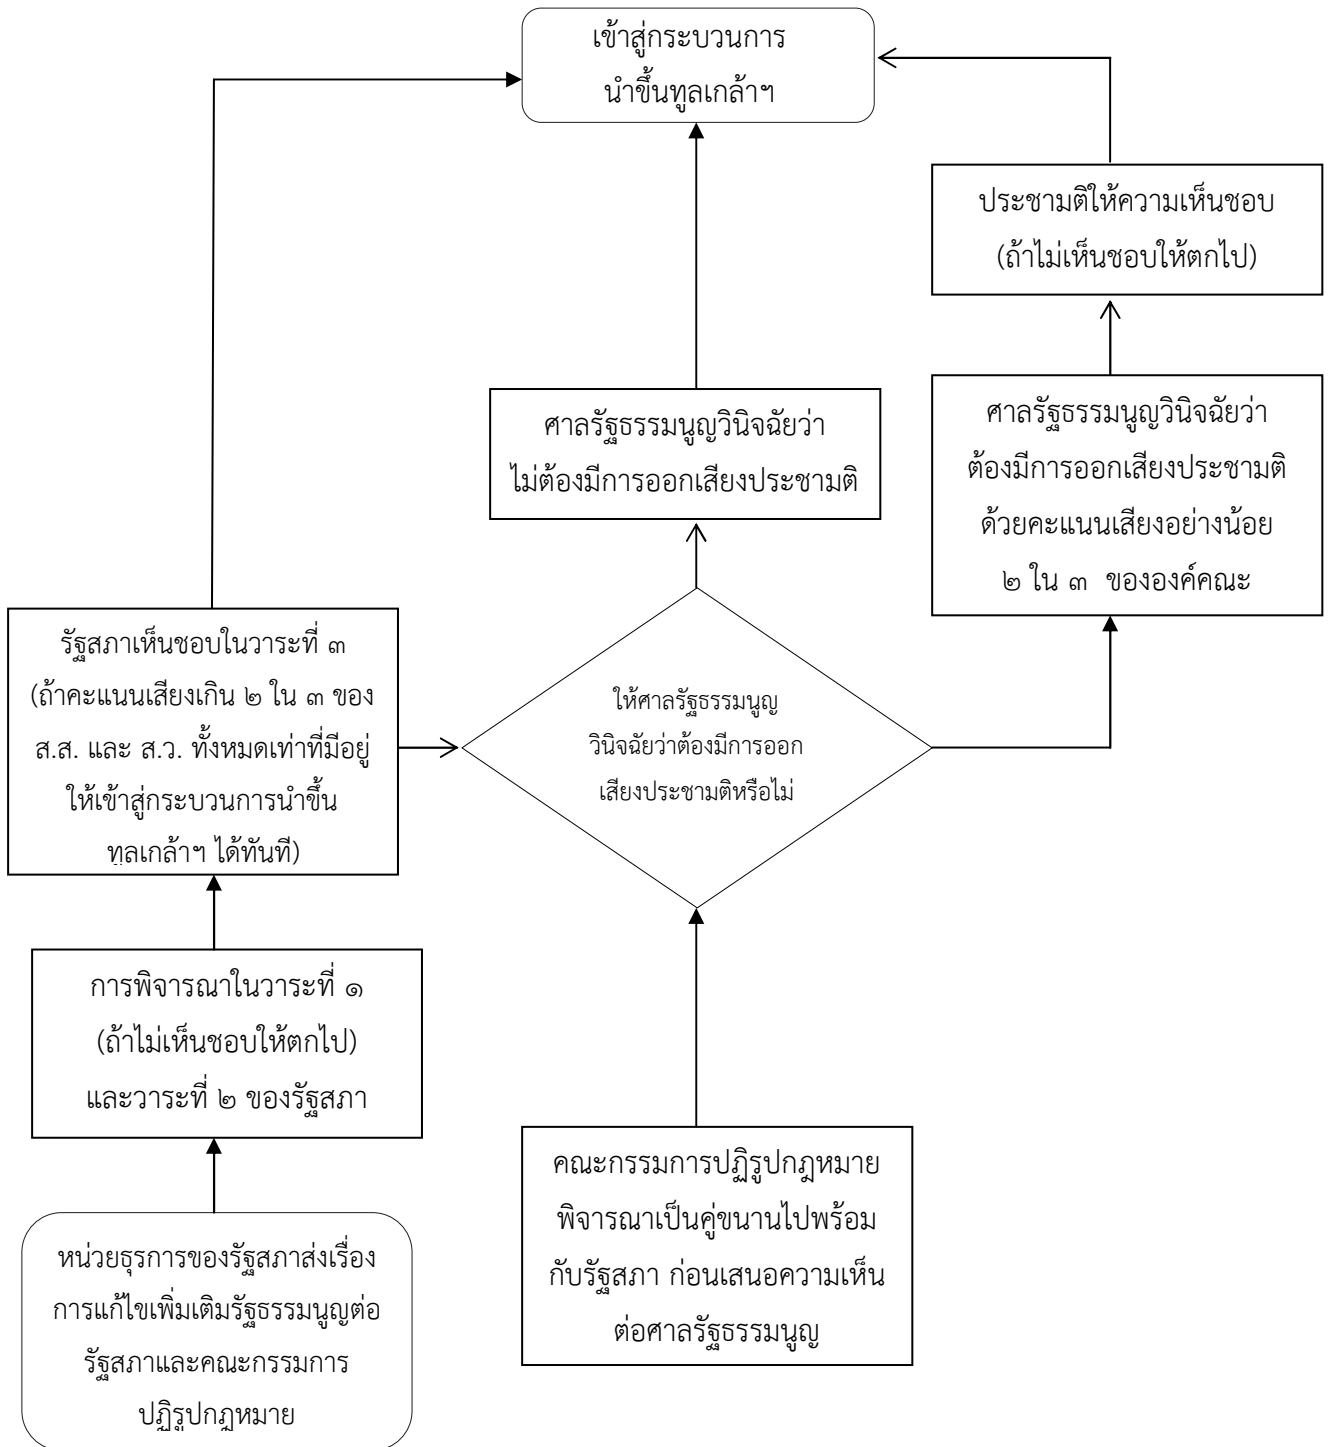 เข้าสู่กระบวนการ
นำขึ้นทูลเกล้าฯ
ประชามติให้ความเห็นชอบ
(ถ้าไม่เห็นชอบให้ตกไป)
ศาลรัฐธรรมนูญวินิจฉัยว่า
ไม่ต้องมีการออกเสียงประชามติ
ศาลรัฐธรรมนูญวินิจฉัยว่า
ต้องมีการออกเสียงประชามติ
ด้วยคะแนนเสียงอย่างน้อย
๒ ใน ๓ ขององค์คณะ
รัฐสภาเห็นชอบในวาระที่ ๓
(ถ้าคะแนนเสียงเกิน ๒ ใน ๓ ของ
ส.ส. และ ส.ว. ทั้งหมดเท่าที่มีอยู่
ให้เข้าสู่กระบวนการนำขึ้น
ทูลเกล้าฯ ได้ทันที)
ให้ศาลรัฐธรรมนูญ
วินิจฉัยว่าต้องมีการออก
เสียงประชามติหรือไม่
การพิจารณาในวาระที่ ๑
(ถ้าไม่เห็นชอบให้ตกไป)
และวาระที่ ๒ ของรัฐสภา
คณะกรรมการปฏิรูปกฎหมาย
พิจารณาเป็นคู่ขนานไปพร้อม
กับรัฐสภา ก่อนเสนอความเห็น
ต่อศาลรัฐธรรมนูญ
หน่วยธุรการของรัฐสภาส่งเรื่อง
การแก้ไขเพิ่มเติมรัฐธรรมนูญต่อ
รัฐสภาและคณะกรรมการ
ปฏิรูปกฎหมาย